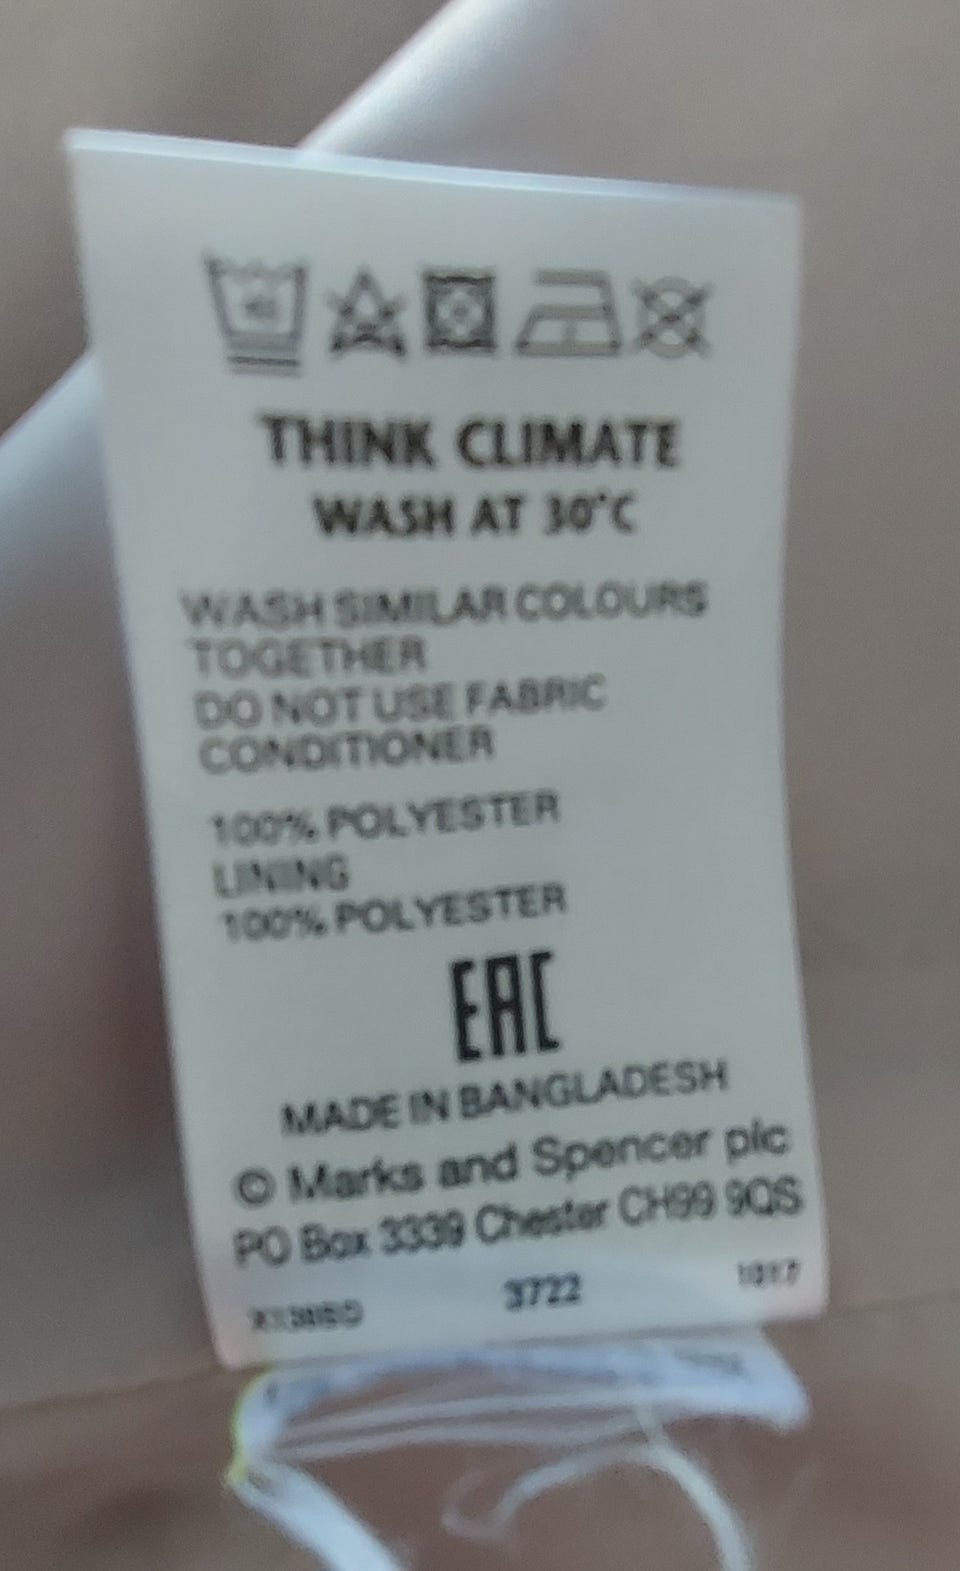 40
THINK CLIMATE
WASH AT 30°C
WASH SIMILAR COLOURS
TOGETHER
DO NOT USE FABRIC
CONDITIONER
100% POLYESTER
LINING
100% POLYESTER
EAC
MADE IN BANGLADESH
© Marks and Spencer plc
PO Box 3339 Chester CH99 9QS
3722